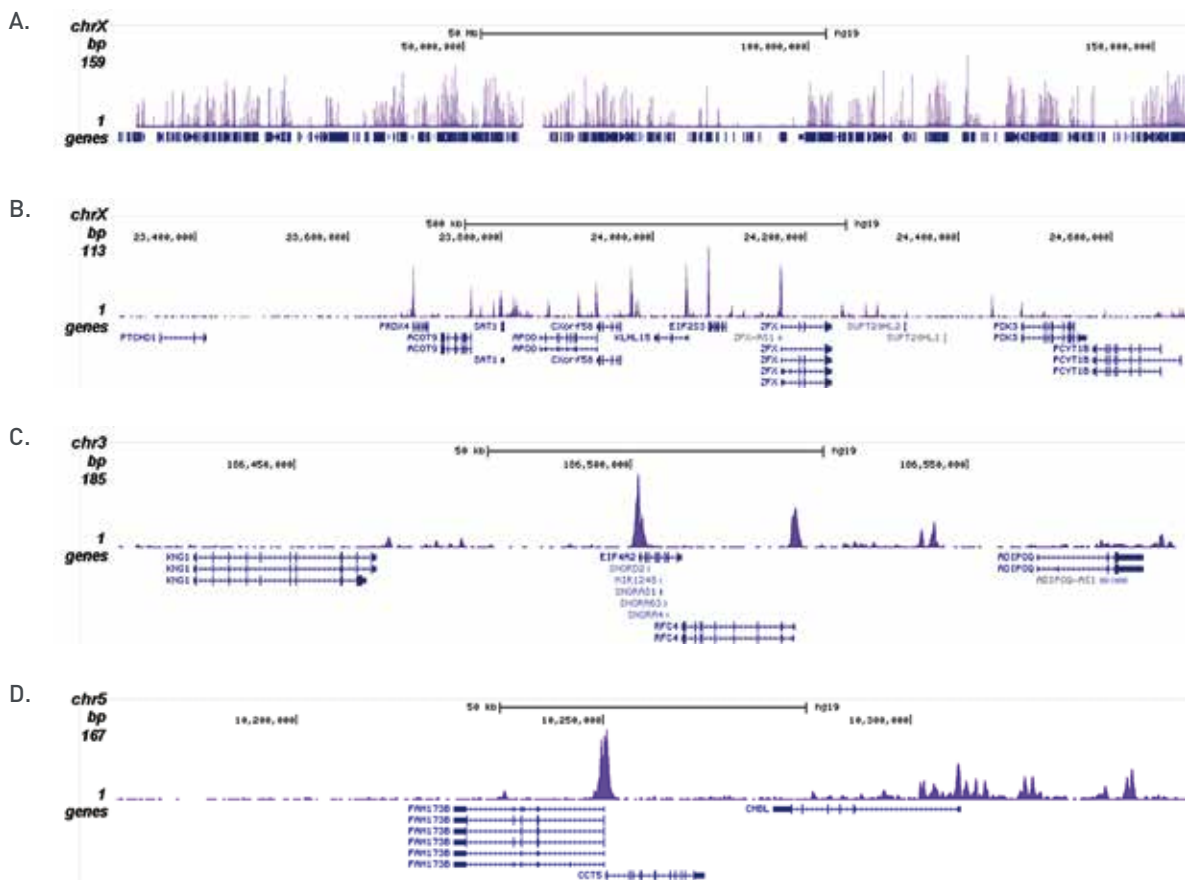 A.
chrX
bp
50 Mb hg19
50,000,000 100,000,000 150,000,000
159
1
genes
B.
chrX
bp
500 kb hg19
23,400,000 23,600,000 23,800,000 24,000,000 24,200,000 24,400,000 24,600,000
113
1
genes
PTCHD1 PRDX4 SAT1 CXorf58 EIF2S3 ZFX PDK3
ACOT9 APOO KLHL15 ZFX-AS1 PDK3
ACOT9 APOO ZFX PCYT1B
SAT1 CXorf58 ZFX PCYT1B
ZFX
C.
chr3
bp
50 kb hg19
186,450,000 186,500,000 186,550,000
185
1
genes
KNG1 EIF4A2 ADIPOQ
KNG1 SNORD2 ADIPOQ
KNG1 MIR1248 ADIPOQ-AS1
SNORA81
SNORA63
SNORA4
RFC4
RFC4
D.
chr5
bp
50 kb hg19
10,200,000 10,250,000 10,300,000
167
1
genes
FAM173B CMBL
FAM173B
FAM173B
FAM173B
FAM173B
FAM173B
CCT5